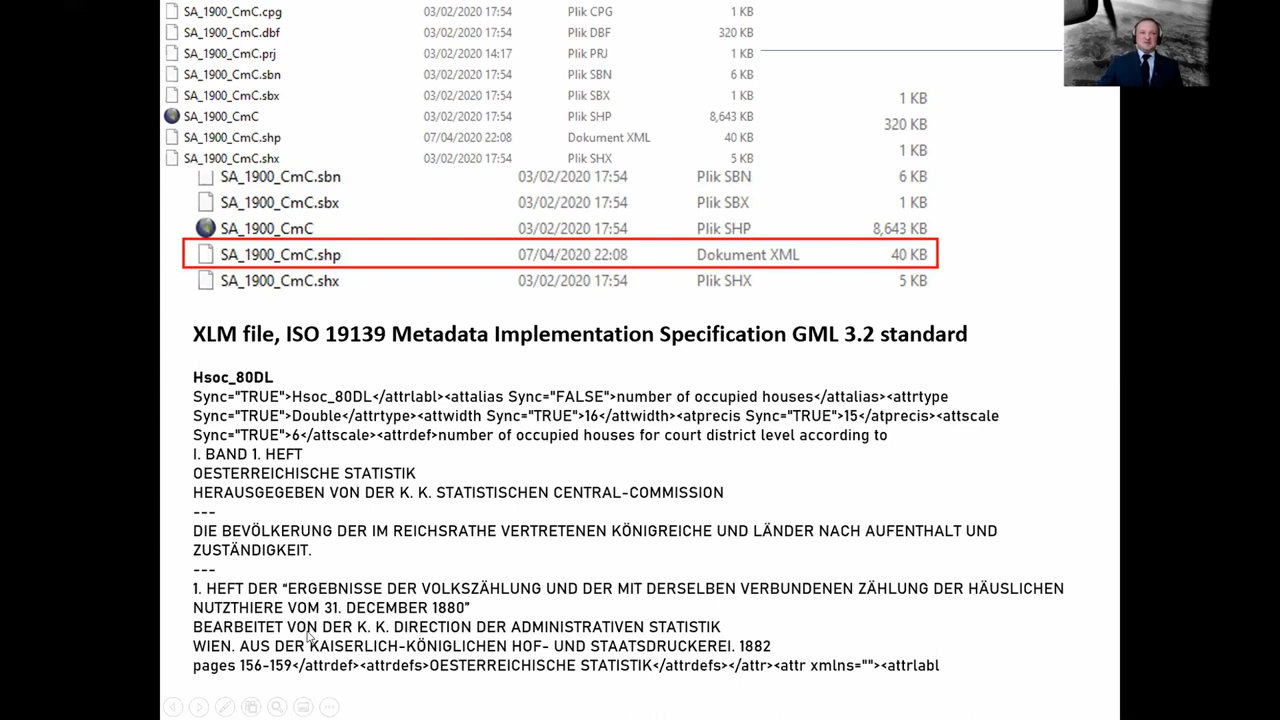 SA_1900_CmC.cpg 03/02/2020 17:54 Plik CPG 1 KB
SA_1900_CmC.dbf 03/02/2020 17:54 Plik DBF 320 KB
SA_1900_CmC.prj 03/02/2020 14:17 Plik PRJ 1 KB
SA_1900_CmC.sbn 03/02/2020 17:54 Plik SBN 6 KB
SA_1900_CmC.sbx 03/02/2020 17:54 Plik SBX 1 KB
SA_1900_CmC 03/02/2020 17:54 Plik SHP 8,643 KB
SA_1900_CmC.shp 07/04/2020 22:08 Dokument XML 40 KB
SA_1900_CmC.shx 03/02/2020 17:54 Plik SHX 5 KB
1 KB
320 KB
1 KB
SA_1900_CmC.sbn 03/02/2020 17:54 Plik SBN 6 KB
SA_1900_CmC.sbx 03/02/2020 17:54 Plik SBX 1 KB
SA_1900_CmC 03/02/2020 17:54 Plik SHP 8,643 KB
SA_1900_CmC.shp 07/04/2020 22:08 Dokument XML 40 KB
SA_1900_CmC.shx 03/02/2020 17:54 Plik SHX 5 KB
XLM file, ISO 19139 Metadata Implementation Specification GML 3.2 standard
Hsoc_80DL
Sync="TRUE">Hsoc_80DL</attrlabl><attalias Sync="FALSE">number of occupied houses</attalias><attrtype
Sync="TRUE">Double</attrtype><attwidth Sync="TRUE">16</attwidth><atprecis Sync="TRUE">15</atprecis><attscale
Sync="TRUE">6</attscale><attrdef>number of occupied houses for court district level according to
I. BAND 1. HEFT
OESTERREICHISCHE STATISTIK
HERAUSGEGEBEN VON DER K. K. STATISTISCHEN CENTRAL-COMMISSION
---
DIE BEVÖLKERUNG DER IM REICHSRATHE VERTRETENEN KÖNIGREICHE UND LÄNDER NACH AUFENTHALT UND
ZUSTÄNDIGKEIT.
---
1. HEFT DER “ERGEBNISSE DER VOLKSZÄHLUNG UND DER MIT DERSELBEN VERBUNDENEN ZÄHLUNG DER HÄUSLICHEN
NUTZTHIERE VOM 31. DECEMBER 1880”
BEARBEITET VON DER K. K. DIRECTION DER ADMINISTRATIVEN STATISTIK
WIEN. AUS DER KAISERLICH-KÖNIGLICHEN HOF- UND STAATSDRUCKEREI. 1882
pages 156-159</attrdef><attrdefs>OESTERREICHISCHE STATISTIK</attrdefs></attr><attr xmlns=""><attrlabl